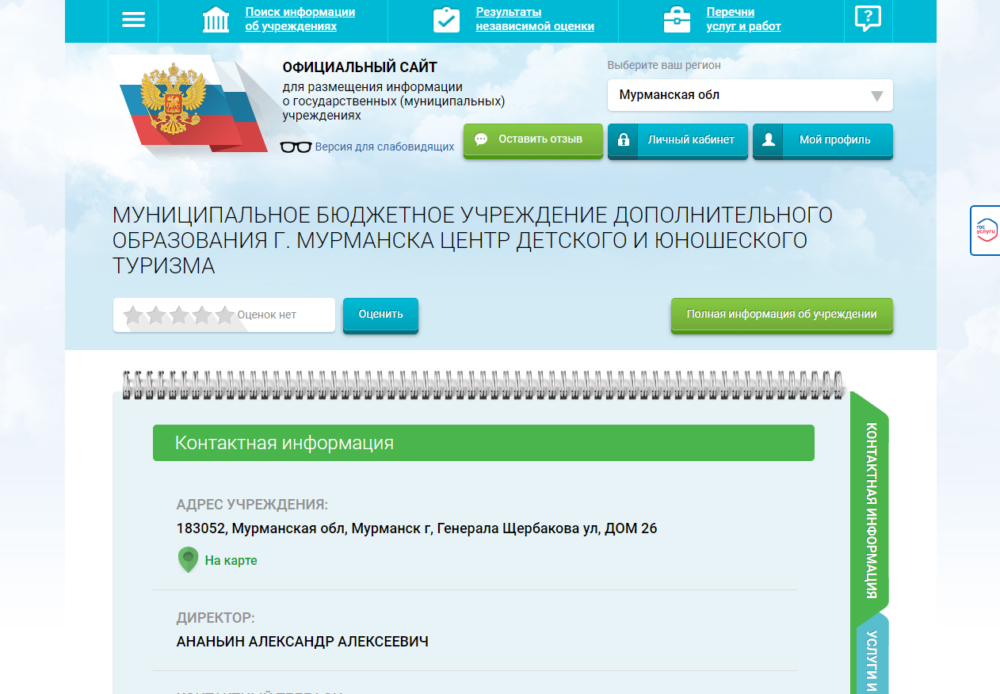 Поиск информации
об учреждениях
Результаты
независимой оценки
Перечни
услуг и работ
ОФИЦИАЛЬНЫЙ САЙТ
для размещения информации
о государственных (муниципальных)
учреждениях
Версия для слабовидящих
Выберите ваш регион
Мурманская обл
Оставить отзыв
Личный кабинет
Мой профиль
МУНИЦИПАЛЬНОЕ БЮДЖЕТНОЕ УЧРЕЖДЕНИЕ ДОПОЛНИТЕЛЬНОГО
ОБРАЗОВАНИЯ Г. МУРМАНСКА ЦЕНТР ДЕТСКОГО И ЮНОШЕСКОГО
ТУРИЗМА
гос
услуги
Оценок нет
Оценить
Полная информация об учреждении
Контактная информация
АДРЕС УЧРЕЖДЕНИЯ:
183052, Мурманская обл, Мурманск г, Генерала Щербакова ул, ДОМ 26
На карте
ДИРЕКТОР:
АНАНЬИН АЛЕКСАНДР АЛЕКСЕЕВИЧ
КОНТАКТНАЯ ИНФОРМАЦИЯ
УСЛУГИ И